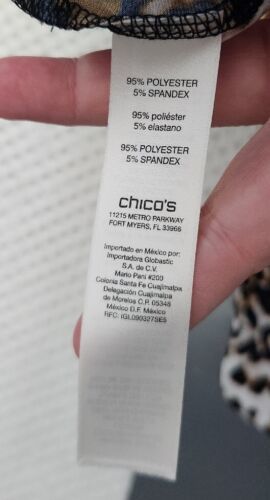 95% POLYESTER
5% SPANDEX
95% poliéster
5% elastano
95% POLYESTER
5% SPANDEX
chico's
11215 METRO PARKWAY
FORT MYERS, FL 33966
Importado en México por:
Importadora Globastic
S.A. de C.V.
Mario Pani #200
Colonia Santa Fe Cuajimalpa
Delegación Cuajimalpa
de Morelos C.P. 05348
México D.F. México
RFC: IGL090327SE5